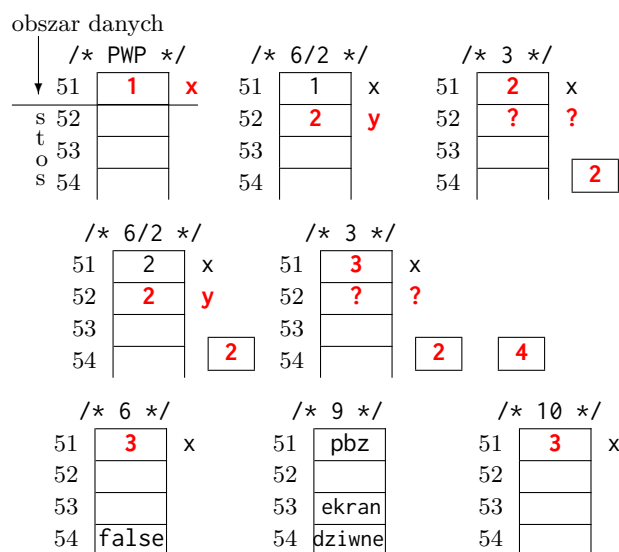 obszar danych
/* PWP */ /* 6/2 */ /* 3 */
51 1 x 51 1 x 51 2 x
stos 52 52 2 y 52 ? ?
53 53 53
54 54 54 2
/* 6/2 */ /* 3 */
51 2 x 51 3 x
52 2 y 52 ? ?
53 53
54 2 54 2 4
/* 6 */ /* 9 */ /* 10 */
51 3 x 51 pbz 51 3 x
52 52 52
53 53 ekran 53
54 false 54 dziwne 54